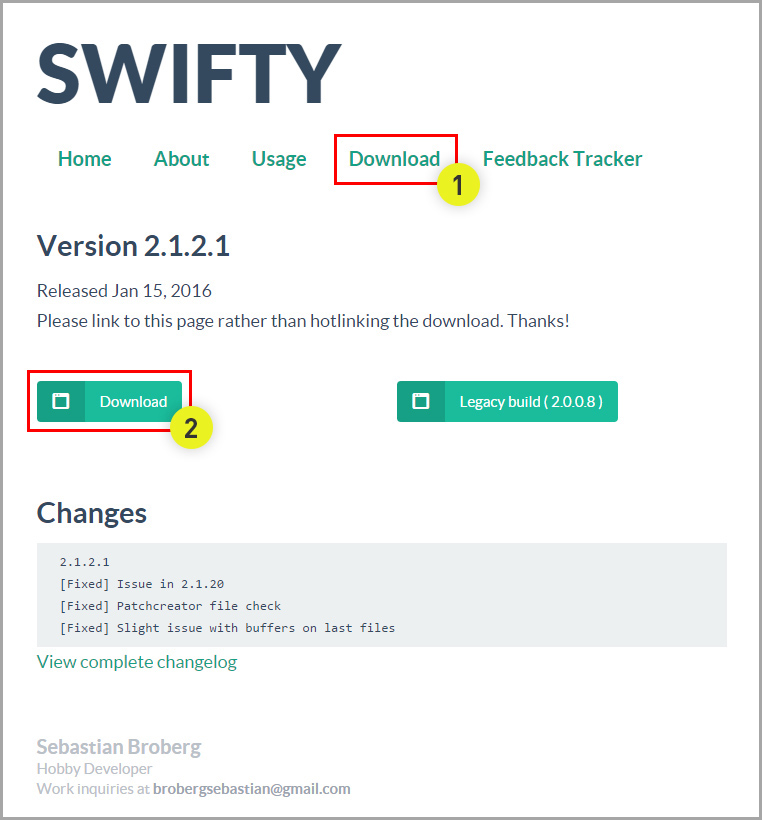 SWIFTY
Home About Usage Download Feedback Tracker
1
Version 2.1.2.1
Released Jan 15, 2016
Please link to this page rather than hotlinking the download. Thanks!
Download Legacy build ( 2.0.0.8 )
2
Changes
2.1.2.1
[Fixed] Issue in 2.1.20
[Fixed] Patchcreator file check
[Fixed] Slight issue with buffers on last files
View complete changelog
Sebastian Broberg
Hobby Developer
Work inquiries at brobergsebastian@gmail.com